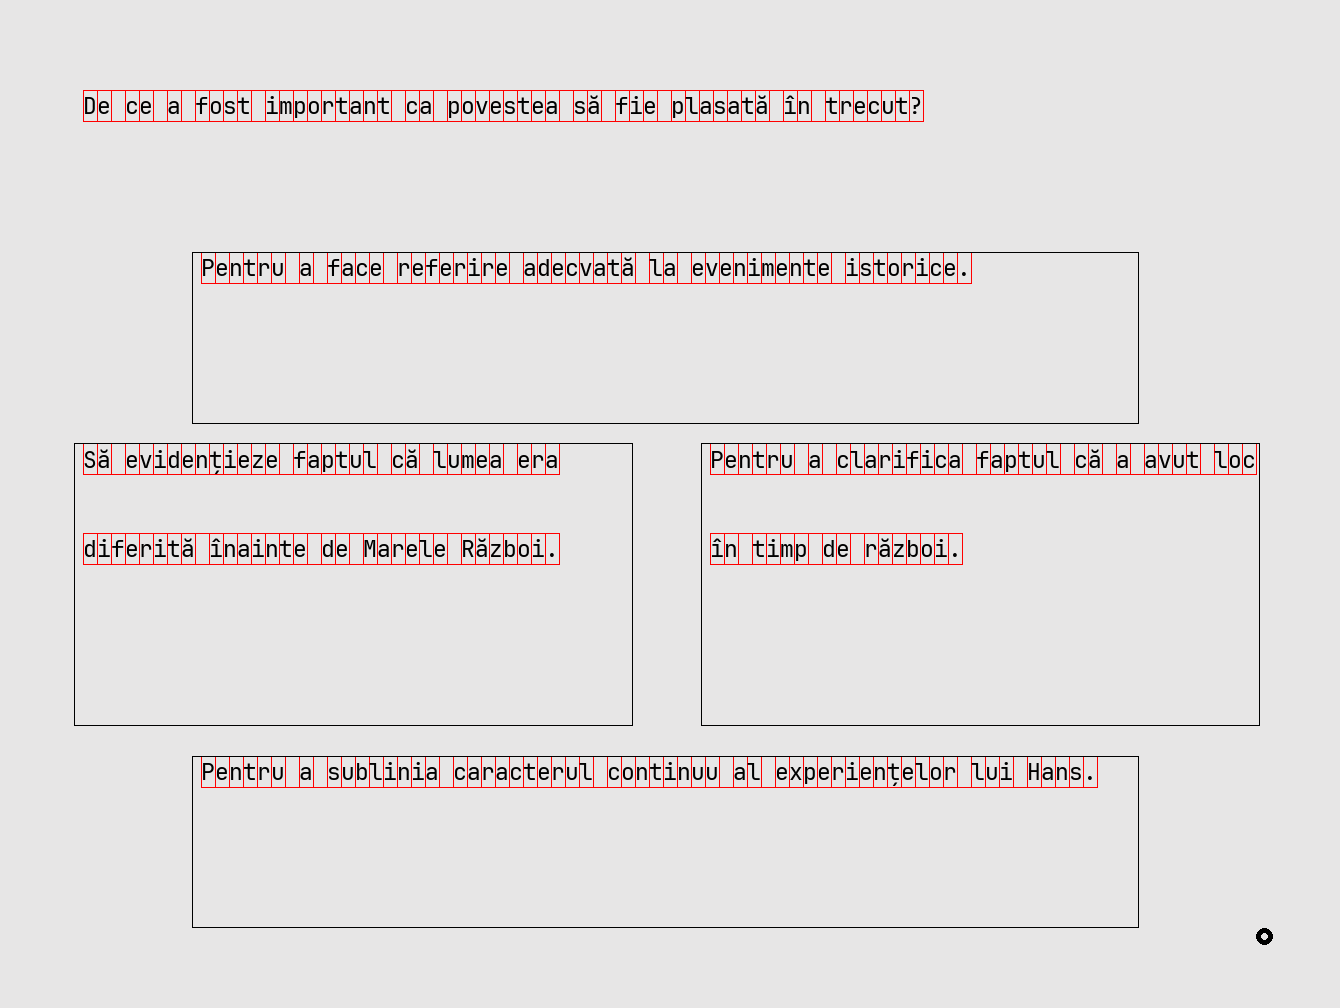 De ce a fost important ca povestea să fie plasată în trecut?
Pentru a face referire adecvată la evenimente istorice.
Să evidențieze faptul că lumea era
diferită înainte de Marele Război.
Pentru a clarifica faptul că a avut loc
în timp de război.
Pentru a sublinia caracterul continuu al experiențelor lui Hans.